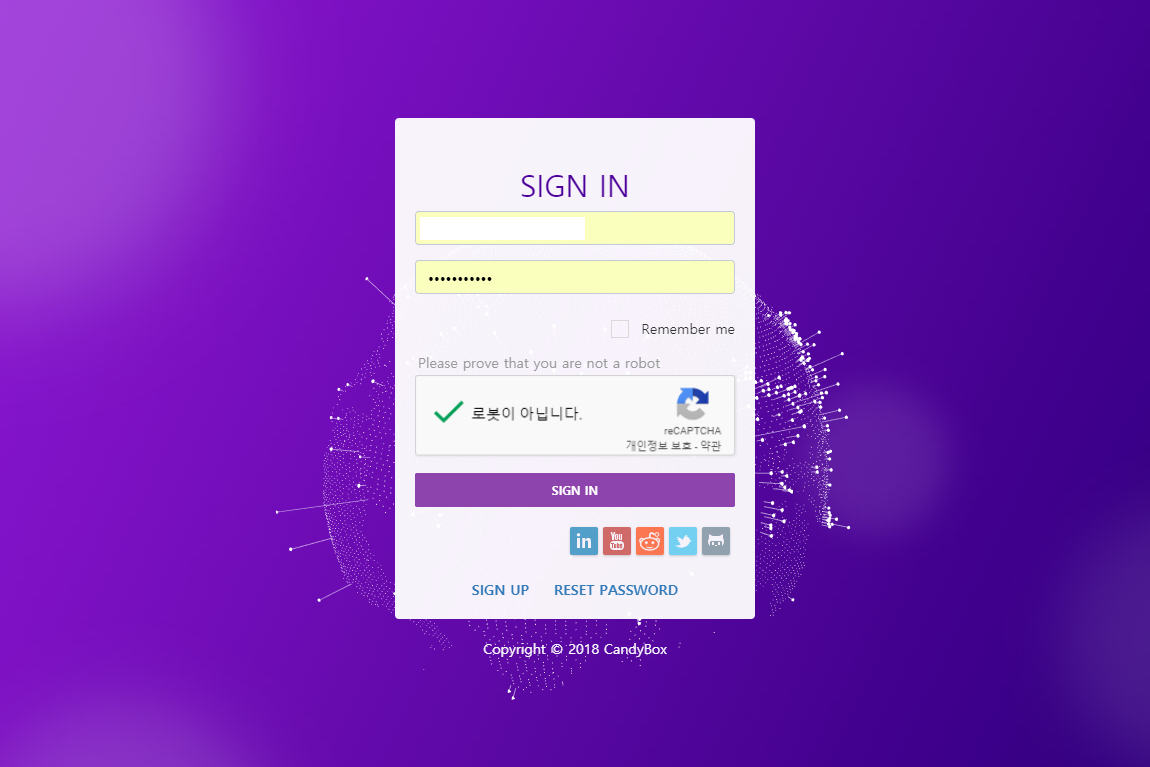 SIGN IN
•••••••••••
Remember me
Please prove that you are not a robot
로봇이 아닙니다.
reCAPTCHA
개인정보 보호 - 약관
SIGN IN
in You Tube
SIGN UP RESET PASSWORD
Copyright © 2018 CandyBox